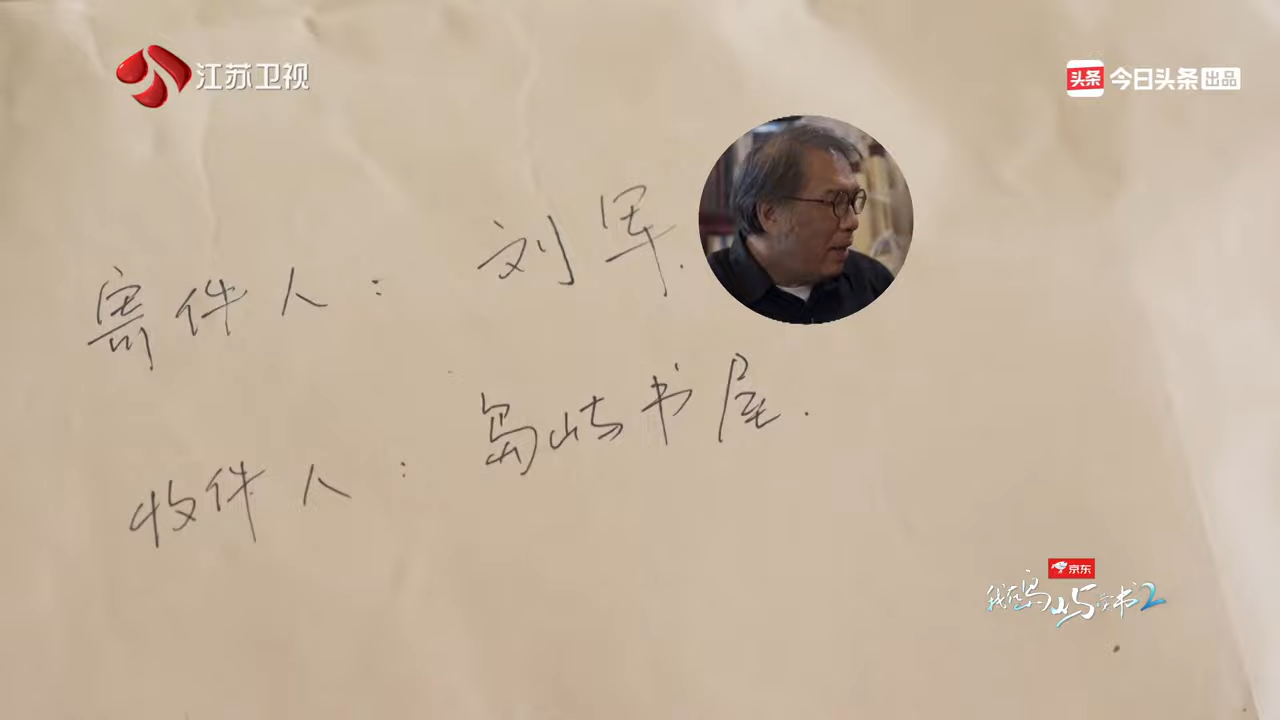 江苏卫视
头条 今日头条 出品
寄件人：刘军.
收件人：岛屿书屋.
京东
我在岛屿读书2